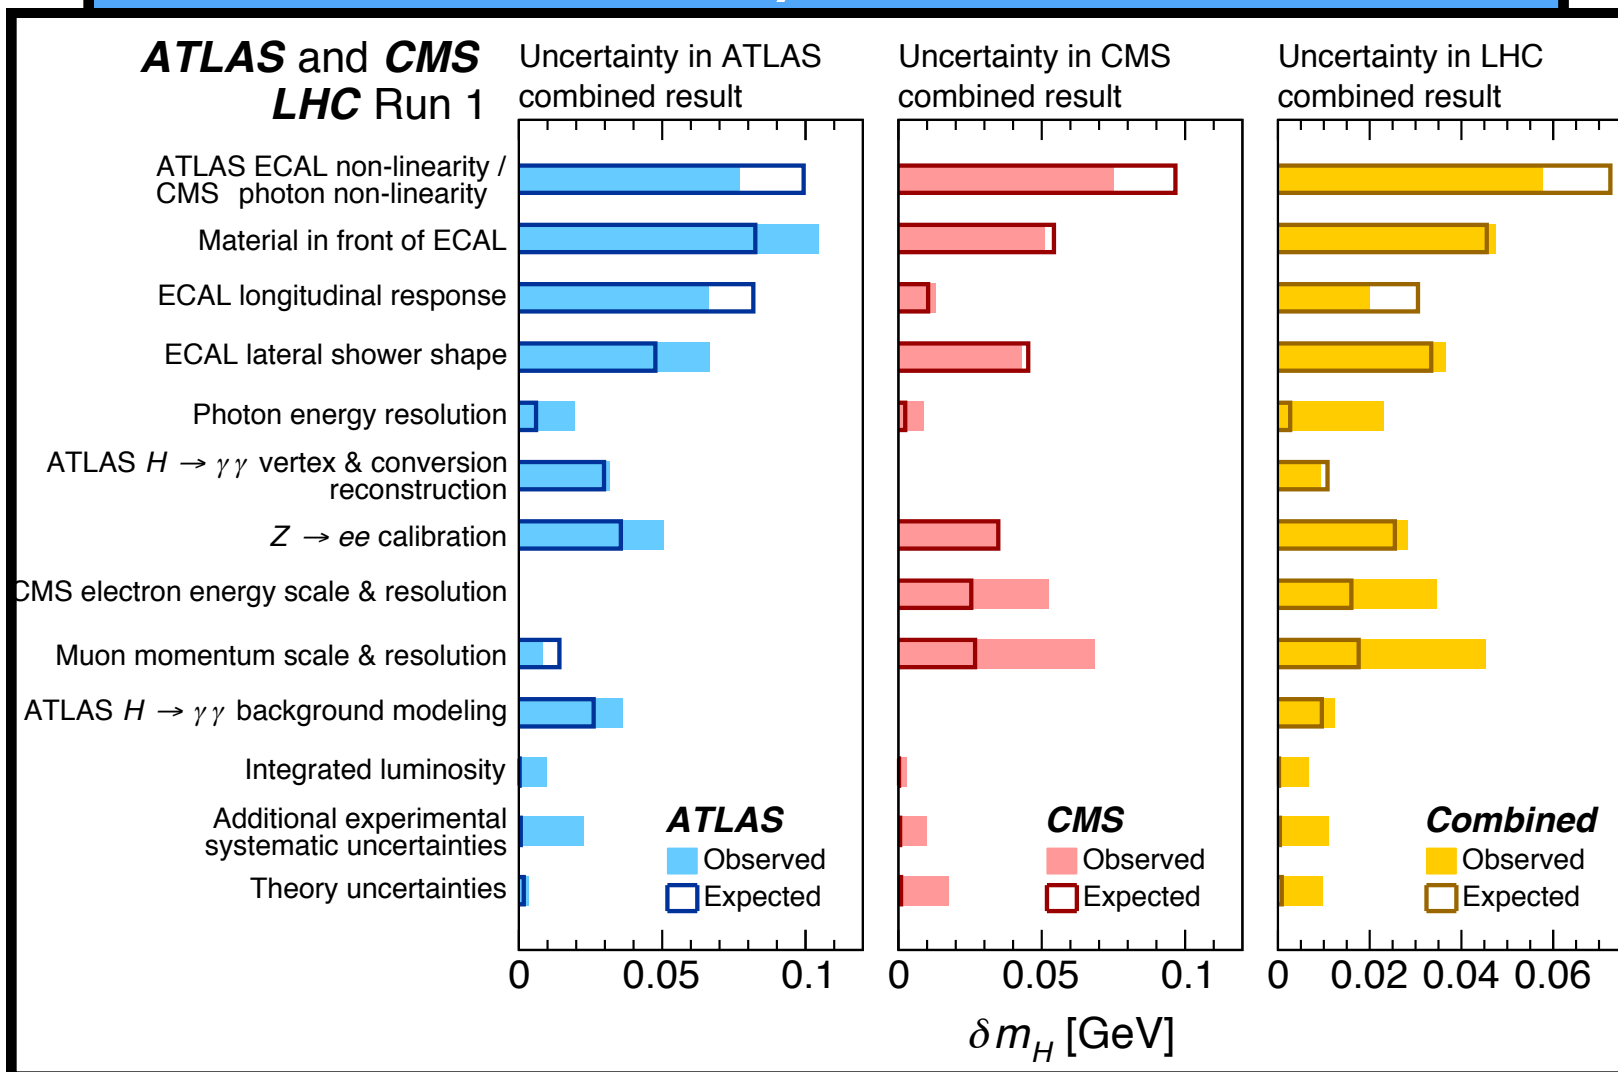 ATLAS and CMS
LHC Run 1
Uncertainty in ATLAS
combined result
Uncertainty in CMS
combined result
Uncertainty in LHC
combined result
ATLAS ECAL non-linearity /
CMS photon non-linearity
Material in front of ECAL
ECAL longitudinal response
ECAL lateral shower shape
Photon energy resolution
ATLAS H → γγ vertex & conversion
reconstruction
Z → ee calibration
CMS electron energy scale & resolution
Muon momentum scale & resolution
ATLAS H → γγ background modeling
Integrated luminosity
Additional experimental
systematic uncertainties
Theory uncertainties
ATLAS
Observed
Expected
CMS
Observed
Expected
Combined
Observed
Expected
0 0.05 0.1
0 0.05 0.1
0 0.02 0.04 0.06
δm_H [GeV]